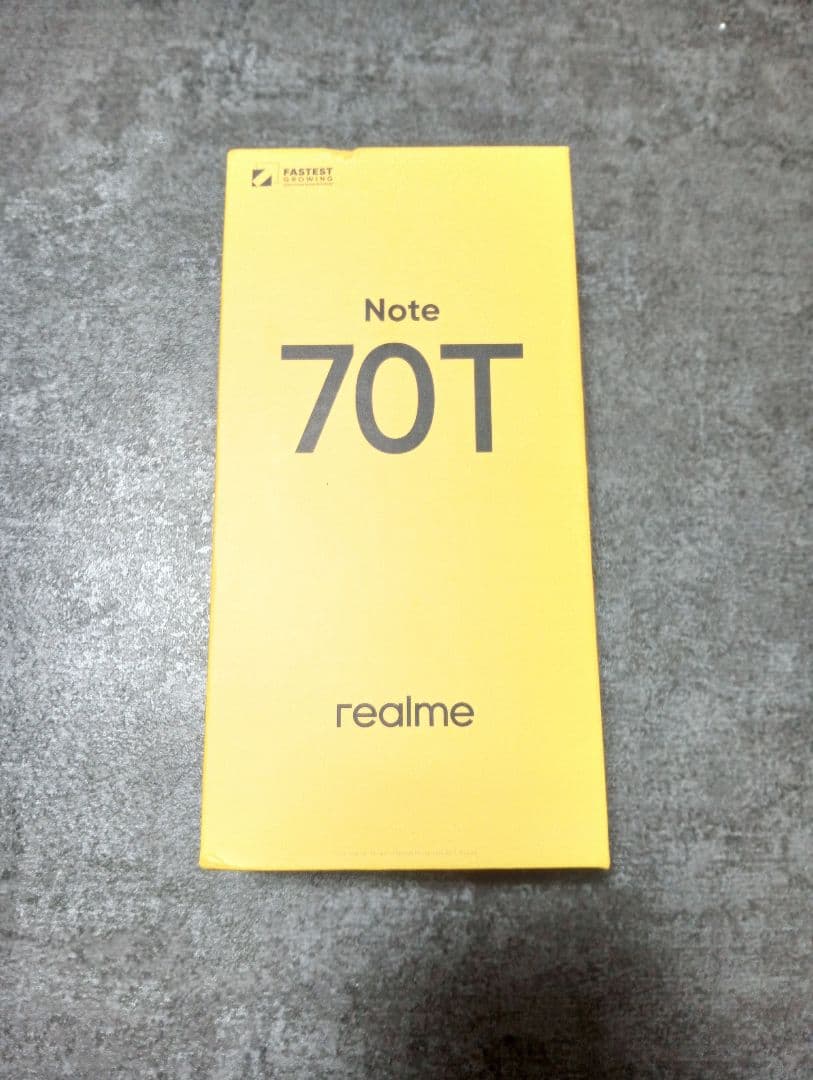 FASTEST
GROWING
Note
70T
realme